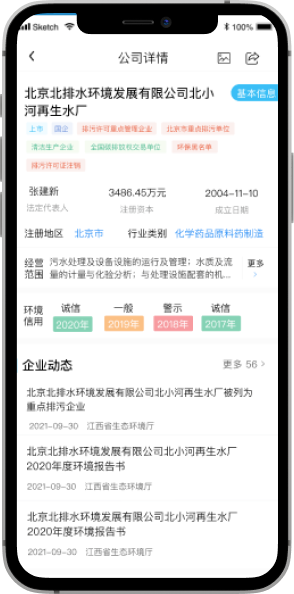 Sketch
100%
公司详情
北京北排水环境发展有限公司北小
河再生水厂
基本信息
上市 国企 排污许可重点管理企业 北京市重点排污单位
清洁生产企业 全国碳排放权交易单位 环保黑名单
排污许可证注销
张建新 3486.45万元 2004-11-10
法定代表人 注册资本 成立日期
注册地区 北京市 行业类别 化学药品原料药制造
经营 污水处理及设备设施的运行及管理；水质及流 更多
范围 量的计量与化验分析；与处理设施配套的机...
环境 诚信 一般 警示 诚信
信用 2020年 2019年 2018年 2017年
企业动态 更多 56
北京北排水环境发展有限公司北小河再生水厂被列为
重点排污企业
2021-09-30 江西省生态环境厅
北京北排水环境发展有限公司北小河再生水厂
2020年度环境报告书
2021-09-30 江西省生态环境厅
北京北排水环境发展有限公司北小河再生水厂
2020年度环境报告书
2021-09-30 江西省生态环境厅